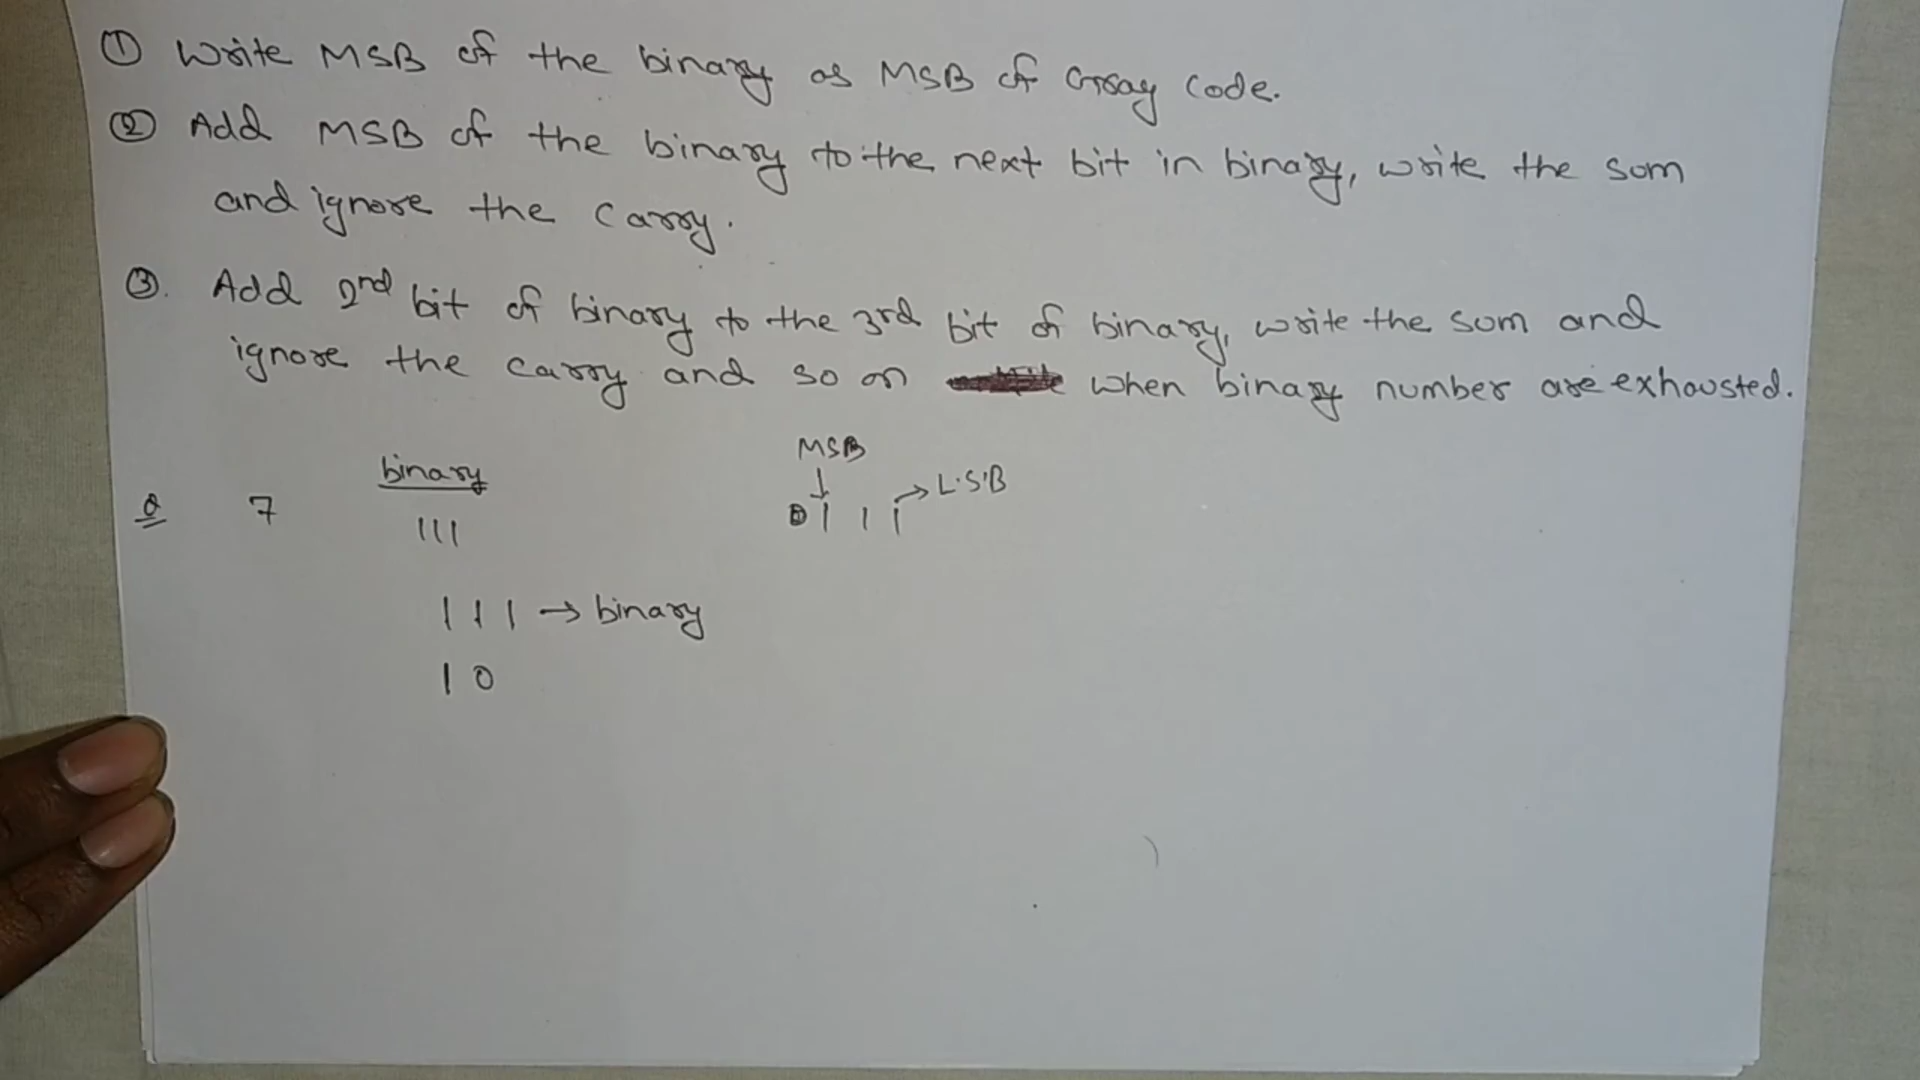 ① Write MSB of the binary as MSB of Gray Code.
② Add MSB of the binary to the next bit in binary, write the sum
and ignore the carry.
③. Add 2nd bit of binary to the 3rd bit of binary, write the sum and
ignore the carry and so on when binary number are exhausted.
MSB
binary
L.S.B
Q 7
111
0111
111 → binary
10